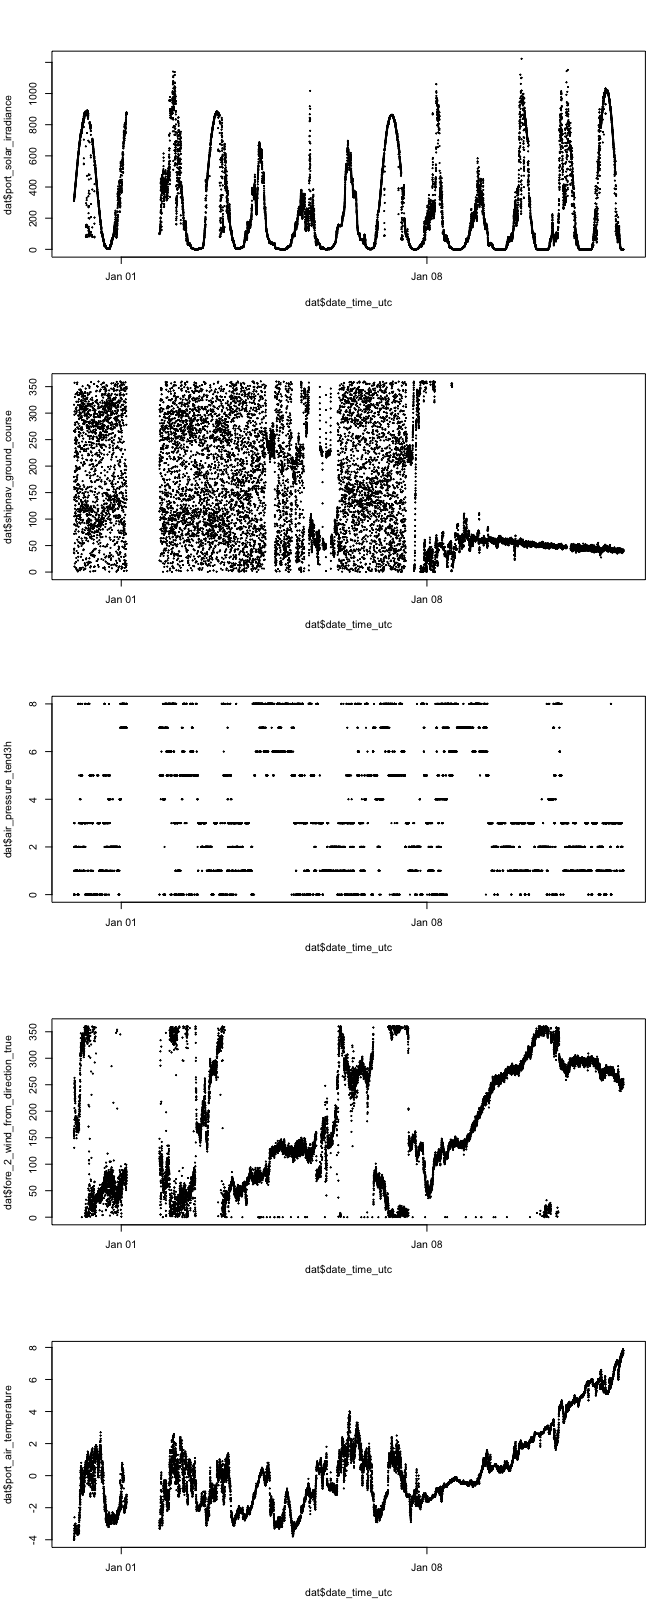 dat$port_solar_irradiance
0 200 400 600 800 1000
Jan 01 Jan 08
dat$date_time_utc
dat$shipnav_ground_course
0 50 100 150 200 250 300 350
Jan 01 Jan 08
dat$date_time_utc
dat$air_pressure_tend3h
0 2 4 6 8
Jan 01 Jan 08
dat$date_time_utc
dat$fore_2_wind_from_direction_true
0 50 100 150 200 250 300 350
Jan 01 Jan 08
dat$date_time_utc
dat$port_air_temperature
-4 -2 0 2 4 6 8
Jan 01 Jan 08
dat$date_time_utc